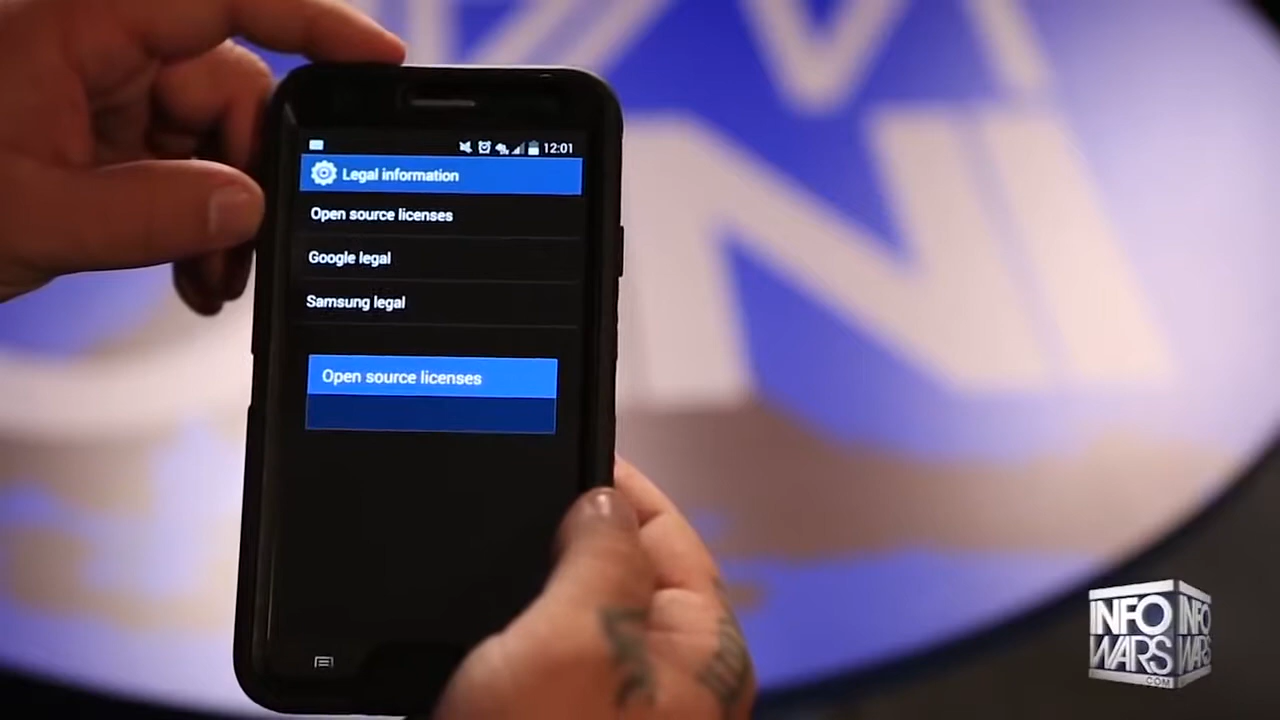 12:01
Legal information
Open source licenses
Google legal
Samsung legal
Open source licenses
INFO
WARS
.COM
INFO
WARS